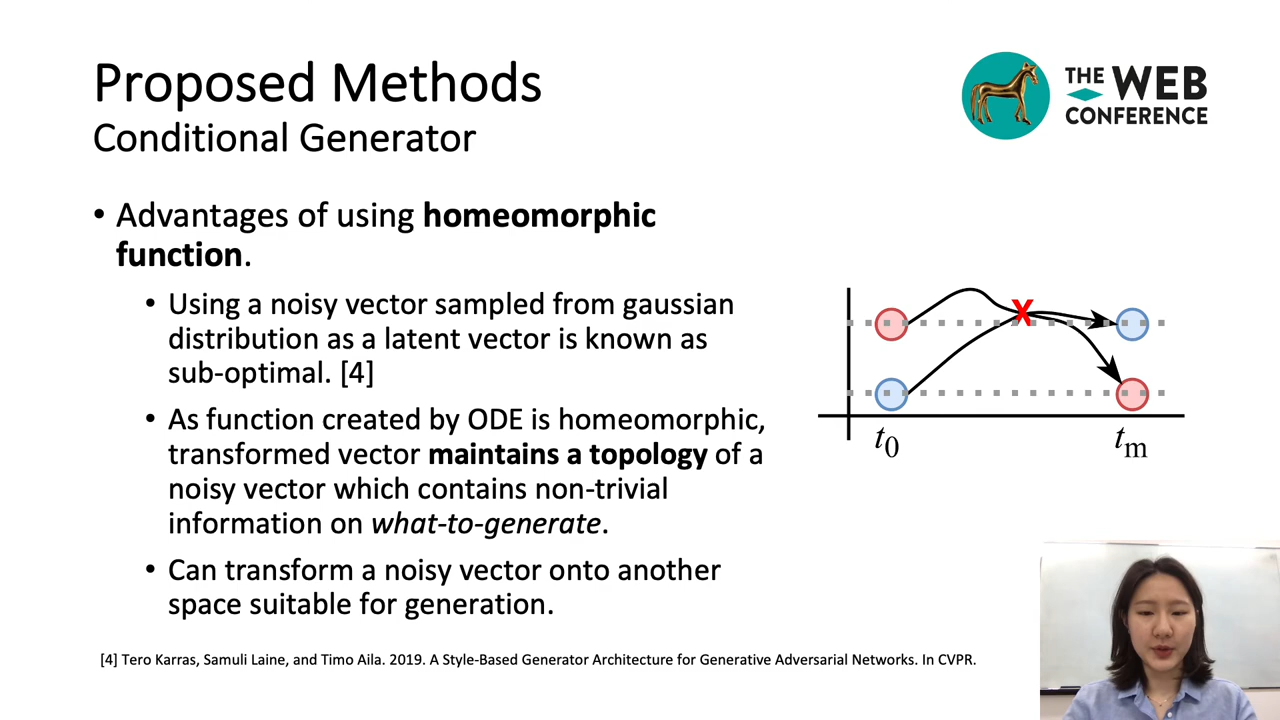 Proposed Methods
Conditional Generator
THE WEB
CONFERENCE
• Advantages of using homeomorphic
function.
• Using a noisy vector sampled from gaussian
distribution as a latent vector is known as
sub-optimal. [4]
• As function created by ODE is homeomorphic,
transformed vector maintains a topology of a
noisy vector which contains non-trivial
information on what-to-generate.
• Can transform a noisy vector onto another
space suitable for generation.
X
t0
tm
[4] Tero Karras, Samuli Laine, and Timo Aila. 2019. A Style-Based Generator Architecture for Generative Adversarial Networks. In CVPR.